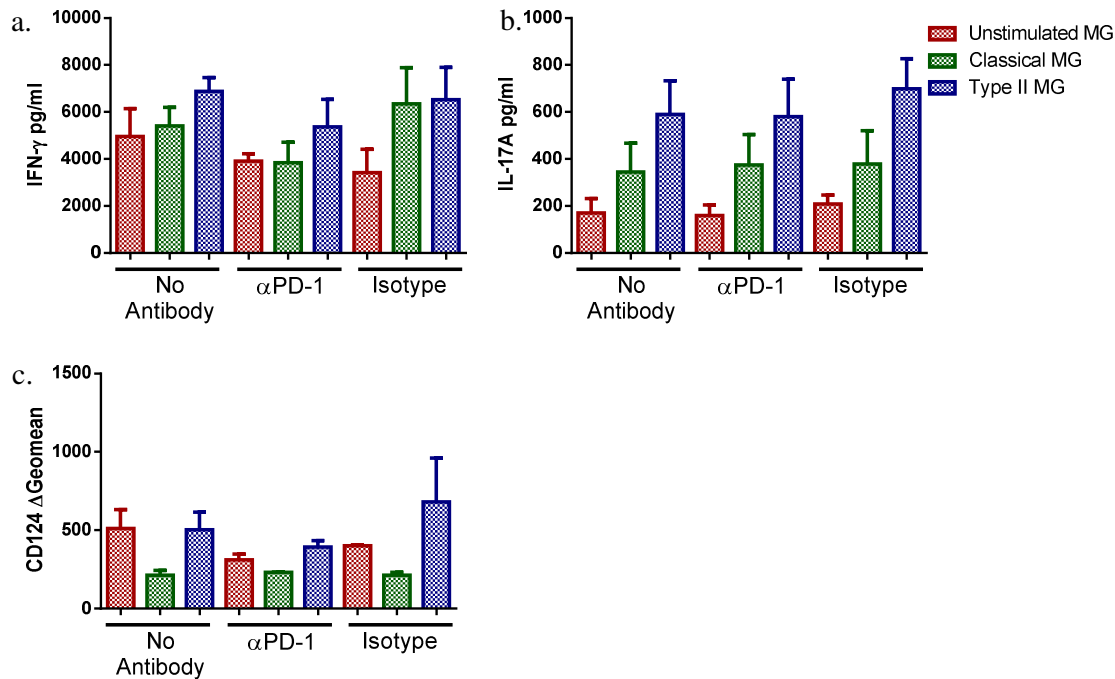 a.
IFN-γ pg/ml
10000
8000
6000
4000
2000
0
No
Antibody
αPD-1
Isotype
b.
IL-17A pg/ml
1000
800
600
400
200
0
No
Antibody
αPD-1
Isotype
Unstimulated MG
Classical MG
Type II MG
c.
CD124 ΔGeomean
1500
1000
500
0
No
Antibody
αPD-1
Isotype